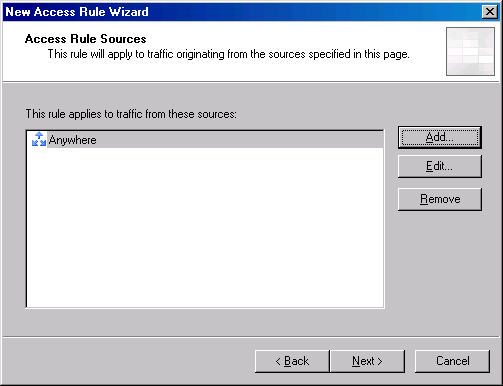 New Access Rule Wizard
Access Rule Sources
This rule will apply to traffic originating from the sources specified in this page.
This rule applies to traffic from these sources:
Anywhere
Add...
Edit...
Remove
< Back
Next >
Cancel